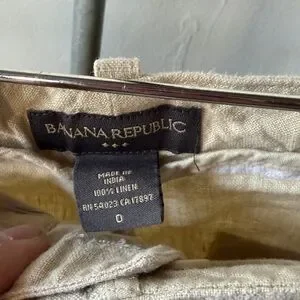 BANANA REPUBLIC
MADE IN
INDIA
100% LINEN
RN 54023 CA 17897
0